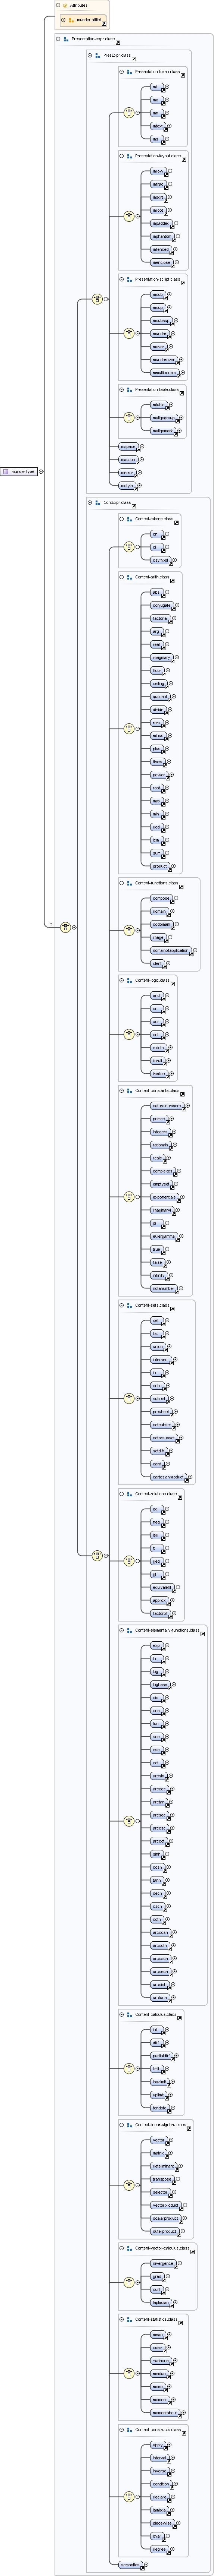 Attributes
munder.attlist
Presentation-expr.class
PresExpr.class
Presentation-token.class
mi
mo
mn
mtext
ms
Presentation-layout.class
mrow
mfrac
msqrt
mroot
mpadded
mphantom
mfenced
menclose
Presentation-script.class
msub
msup
msubsup
munder
mover
munderover
mmultiscripts
Presentation-table.class
mtable
maligngroup
malignmark
mspace
maction
merror
mstyle
munder.type
2
ContExpr.class
Content-tokens.class
cn
ci
csymbol
Content-arith.class
abs
conjugate
factorial
arg
real
imaginary
floor
ceiling
quotient
divide
rem
minus
plus
times
power
root
max
min
gcd
lcm
sum
product
Content-functions.class
compose
domain
codomain
image
domainofapplication
ident
Content-logic.class
and
or
xor
not
exists
forall
implies
Content-constants.class
naturalnumbers
primes
integers
rationals
reals
complexes
emptyset
exponentiale
imaginaryi
pi
eulergamma
true
false
infinity
notanumber
Content-sets.class
set
list
union
intersect
in
notin
subset
prsubset
notsubset
notprsubset
setdiff
card
cartesianproduct
Content-relations.class
eq
neq
leq
lt
geq
gt
equivalent
approx
factorof
Content-elementary-functions.class
exp
ln
log
logbase
sin
cos
tan
sec
csc
cot
arcsin
arccos
arctan
arcsec
arccsc
arccot
sinh
cosh
tanh
sech
csch
coth
arccosh
arccoth
arccsch
arcsech
arcsinh
arctanh
Content-calculus.class
int
diff
partialdiff
limit
lowlimit
uplimit
tendsto
Content-linear-algebra.class
vector
matrix
determinant
transpose
selector
vectorproduct
scalarproduct
outerproduct
Content-vector-calculus.class
divergence
grad
curl
laplacian
Content-statistics.class
mean
sdev
variance
median
mode
moment
momentabout
Content-constructs.class
apply
interval
inverse
condition
declare
lambda
piecewise
bvar
degree
semantics